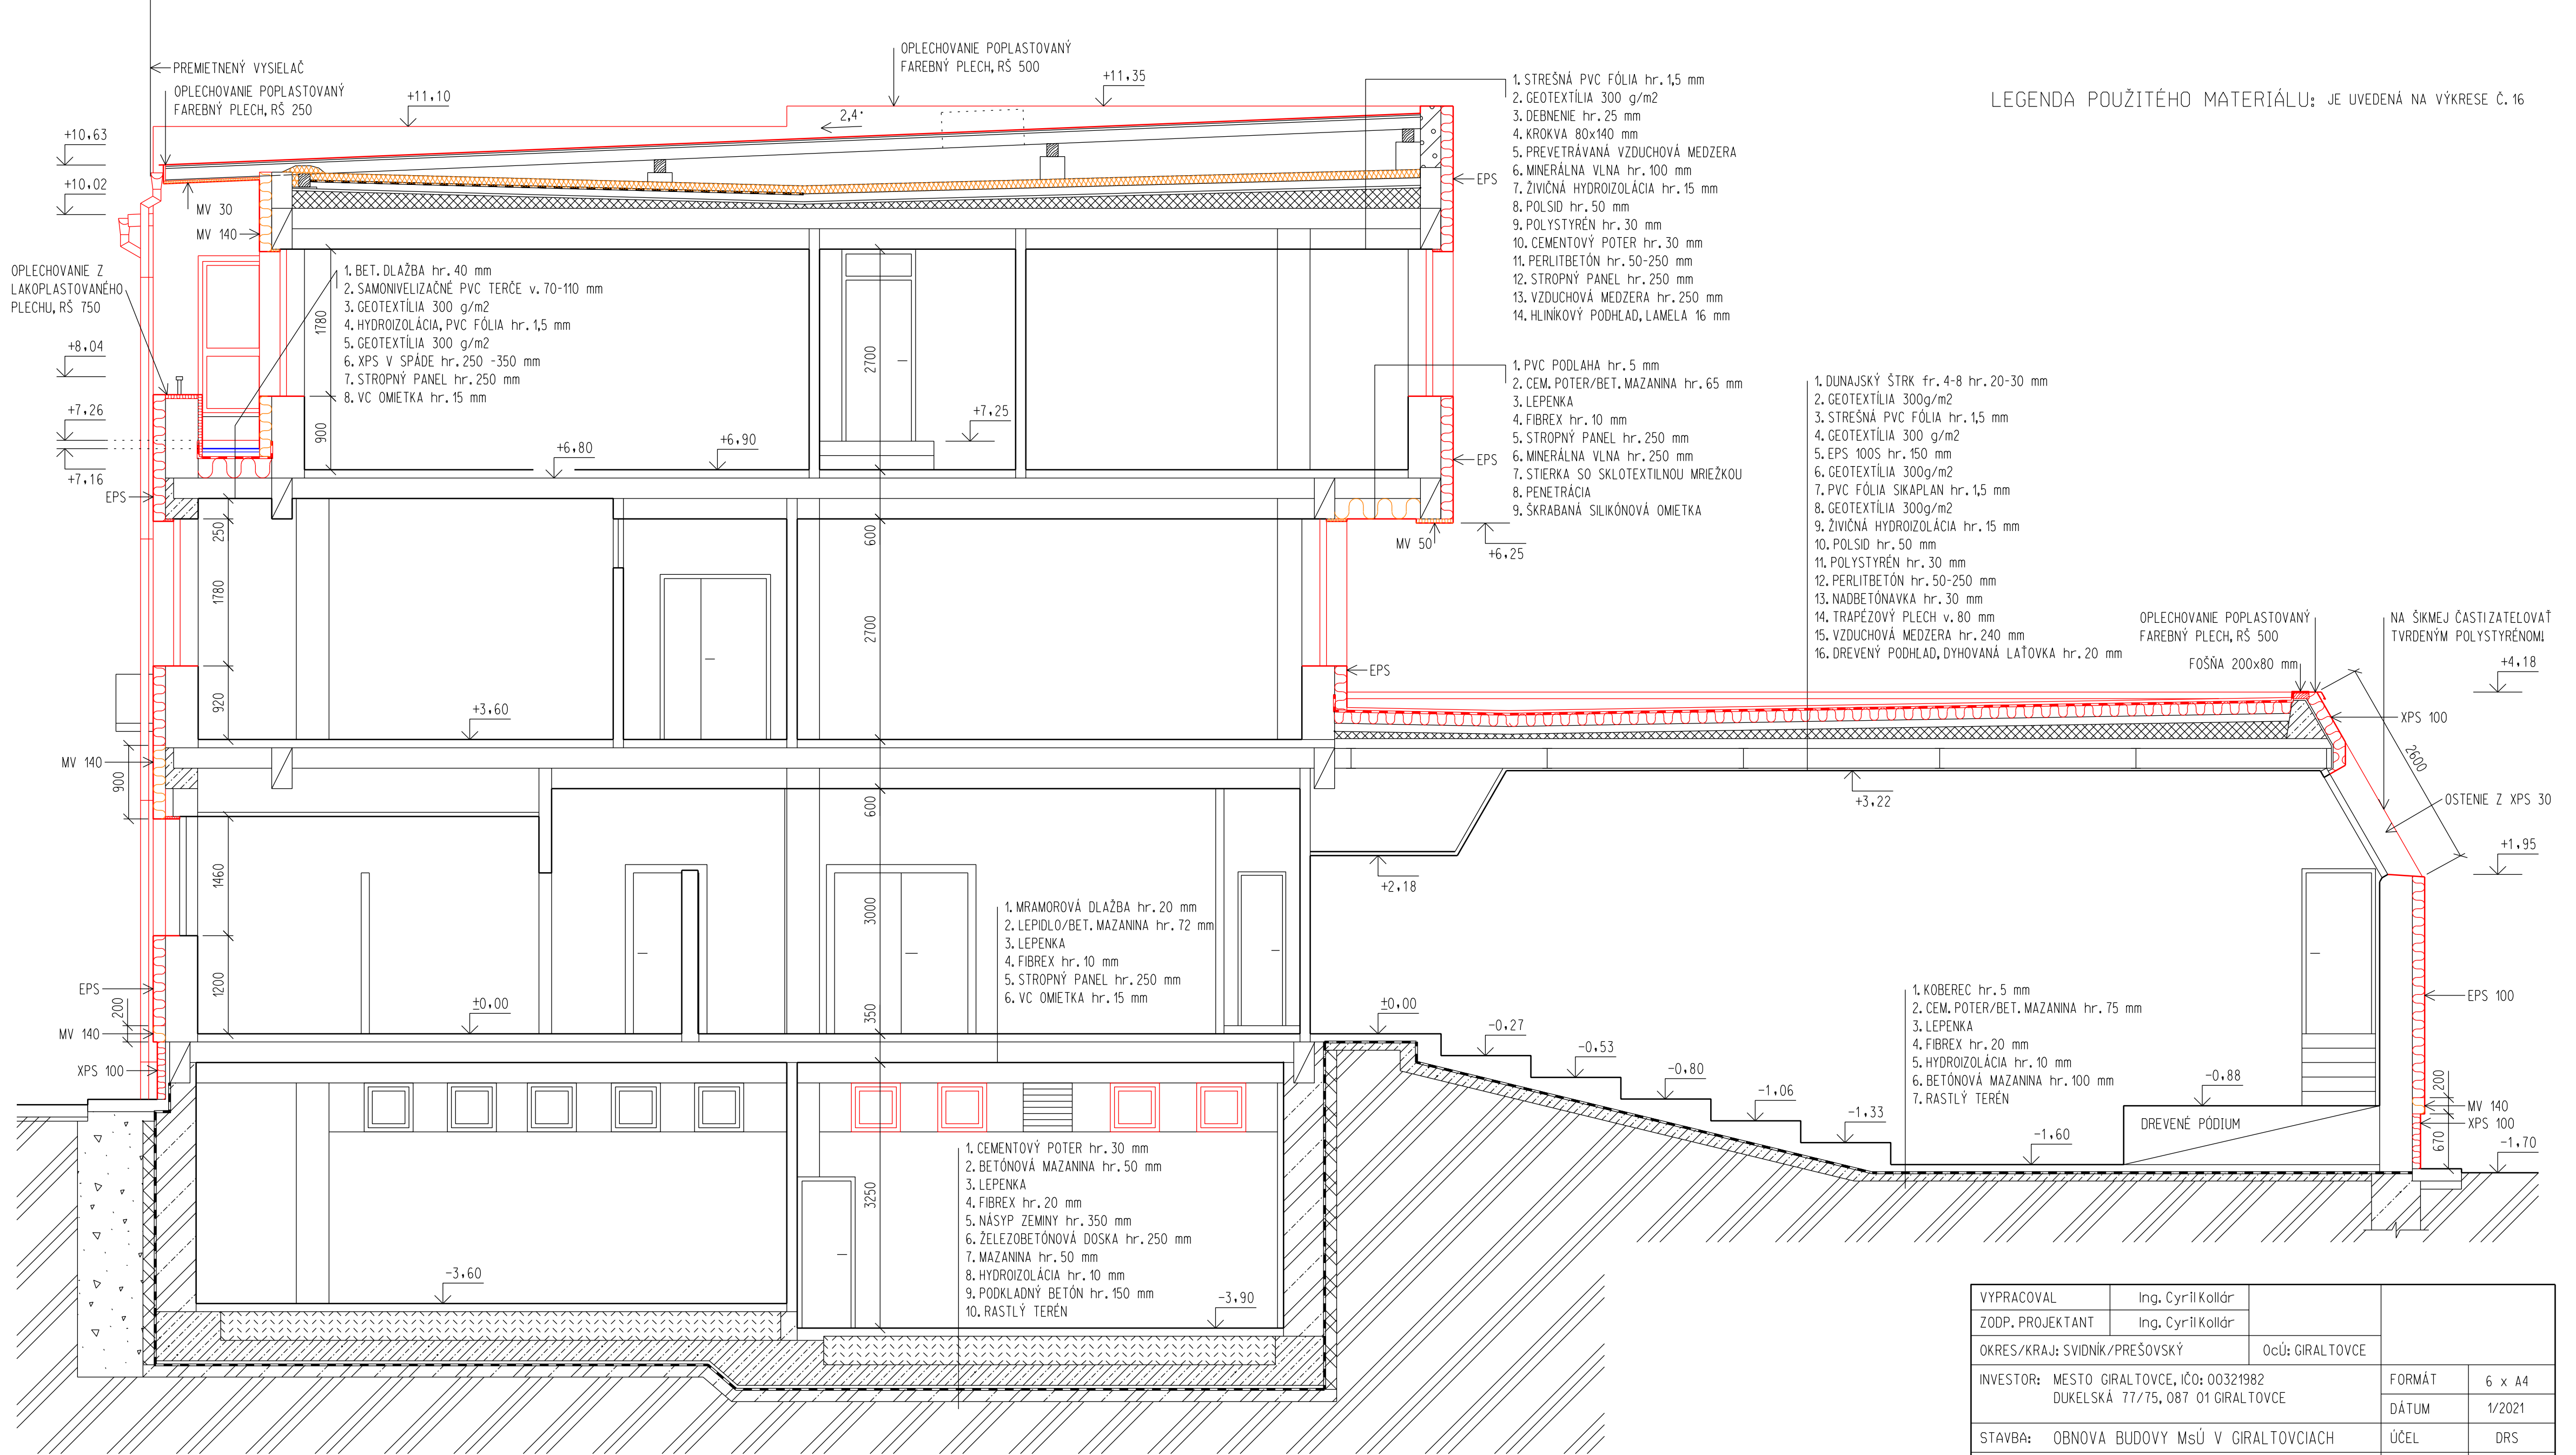 PREMIETNENÝ VYSIELAČ
OPLECHOVANIE POPLASTOVANÝ
FAREBNÝ PLECH, RŠ 250
+11,10
OPLECHOVANIE POPLASTOVANÝ
FAREBNÝ PLECH, RŠ 500
+11,35
2,4°
+10,63
+10,02
MV 30
MV 140
OPLECHOVANIE Z
LAKOPLASTOVANÉHO
PLECHU, RŠ 750
+8,04
+7,26
+7,16
EPS
1. BET. DLAŽBA hr. 40 mm
2. SAMONIVELIZAČNÉ PVC TERČE v. 70-110 mm
3. GEOTEXTÍLIA 300 g/m2
4. HYDROIZOLÁCIA, PVC FÓLIA hr. 1,5 mm
5. GEOTEXTÍLIA 300 g/m2
6. XPS V SPÁDE hr. 250 -350 mm
7. STROPNÝ PANEL hr. 250 mm
8. VC OMIETKA hr. 15 mm
1780
900
2700
+7,25
+6,80
+6,90
EPS
EPS
MV 50
+6,25
1. STREŠNÁ PVC FÓLIA hr. 1,5 mm
2. GEOTEXTÍLIA 300 g/m2
3. DEBNENIE hr. 25 mm
4. KROKVA 80x140 mm
5. PREVETRÁVANÁ VZDUCHOVÁ MEDZERA
6. MINERÁLNA VLNA hr. 100 mm
7. ŽIVIČNÁ HYDROIZOLÁCIA hr. 15 mm
8. POLSID hr. 50 mm
9. POLYSTYRÉN hr. 30 mm
10. CEMENTOVÝ POTER hr. 30 mm
11. PERLITBETÓN hr. 50-250 mm
12. STROPNÝ PANEL hr. 250 mm
13. VZDUCHOVÁ MEDZERA hr. 250 mm
14. HLINÍKOVÝ PODHĽAD, LAMELA 16 mm
LEGENDA POUŽITÉHO MATERIÁLU: JE UVEDENÁ NA VÝKRESE Č. 16
1. PVC PODLAHA hr. 5 mm
2. CEM. POTER/BET. MAZANINA hr. 65 mm
3. LEPENKA
4. FIBREX hr. 10 mm
5. STROPNÝ PANEL hr. 250 mm
6. MINERÁLNA VLNA hr. 250 mm
7. STIERKA SO SKLOTEXTILNOU MRIEŽKOU
8. PENETRÁCIA
9. ŠKRABANÁ SILIKÓNOVÁ OMIETKA
1. DUNAJSKÝ ŠTRK fr. 4-8 hr. 20-30 mm
2. GEOTEXTÍLIA 300g/m2
3. STREŠNÁ PVC FÓLIA hr. 1,5 mm
4. GEOTEXTÍLIA 300 g/m2
5. EPS 100S hr. 150 mm
6. GEOTEXTÍLIA 300g/m2
7. PVC FÓLIA SIKAPLAN hr. 1,5 mm
8. GEOTEXTÍLIA 300g/m2
9. ŽIVIČNÁ HYDROIZOLÁCIA hr. 15 mm
10. POLSID hr. 50 mm
11. POLYSTYRÉN hr. 30 mm
12. PERLITBETÓN hr. 50-250 mm
13. NADBETÓNAVKA hr. 30 mm
14. TRAPÉZOVÝ PLECH v. 80 mm
15. VZDUCHOVÁ MEDZERA hr. 240 mm
16. DREVENÝ PODHĽAD, DYHOVANÁ LAŤOVKA hr. 20 mm
OPLECHOVANIE POPLASTOVANÝ
FAREBNÝ PLECH, RŠ 500
FOŠŇA 200x80 mm
NA ŠIKMEJ ČASTI ZATEĽOVAŤ
TVRDENÝM POLYSTYRÉNOM!
+4,18
XPS 100
2600
OSTENIE Z XPS 30
+1,95
250
1780
920
600
2700
EPS
+3,60
MV 140
900
600
3000
350
1460
1200
+3,22
+2,18
EPS
200
MV 140
XPS 100
±0,00
1. MRAMOROVÁ DLAŽBA hr. 20 mm
2. LEPIDLO/BET. MAZANINA hr. 72 mm
3. LEPENKA
4. FIBREX hr. 10 mm
5. STROPNÝ PANEL hr. 250 mm
6. VC OMIETKA hr. 15 mm
±0,00
-0,27
-0,53
-0,80
-1,06
-1,33
-1,60
1. KOBEREC hr. 5 mm
2. CEM. POTER/BET. MAZANINA hr. 75 mm
3. LEPENKA
4. FIBREX hr. 20 mm
5. HYDROIZOLÁCIA hr. 10 mm
6. BETÓNOVÁ MAZANINA hr. 100 mm
7. RASTLÝ TERÉN
-0,88
DREVENÉ PÓDIUM
EPS 100
200
MV 140
XPS 100
670
-1,70
1. CEMENTOVÝ POTER hr. 30 mm
2. BETÓNOVÁ MAZANINA hr. 50 mm
3. LEPENKA
4. FIBREX hr. 20 mm
5. NÁSYP ZEMINY hr. 350 mm
6. ŽELEZOBETÓNOVÁ DOSKA hr. 250 mm
7. MAZANINA hr. 50 mm
8. HYDROIZOLÁCIA hr. 10 mm
9. PODKLADNÝ BETÓN hr. 150 mm
10. RASTLÝ TERÉN
3250
-3,60
-3,90
VYPRACOVAL Ing. Cyril Kollár
ZODP. PROJEKTANT Ing. Cyril Kollár
OKRES/KRAJ: SVIDNÍK/PREŠOVSKÝ OcÚ: GIRALTOVCE
INVESTOR: MESTO GIRALTOVCE, IČO: 00321982
DUKELSKÁ 77/75, 087 01 GIRALTOVCE
FORMÁT 6 x A4
DÁTUM 1/2021
STAVBA: OBNOVA BUDOVY MsÚ V GIRALTOVCIACH
ÚČEL DRS